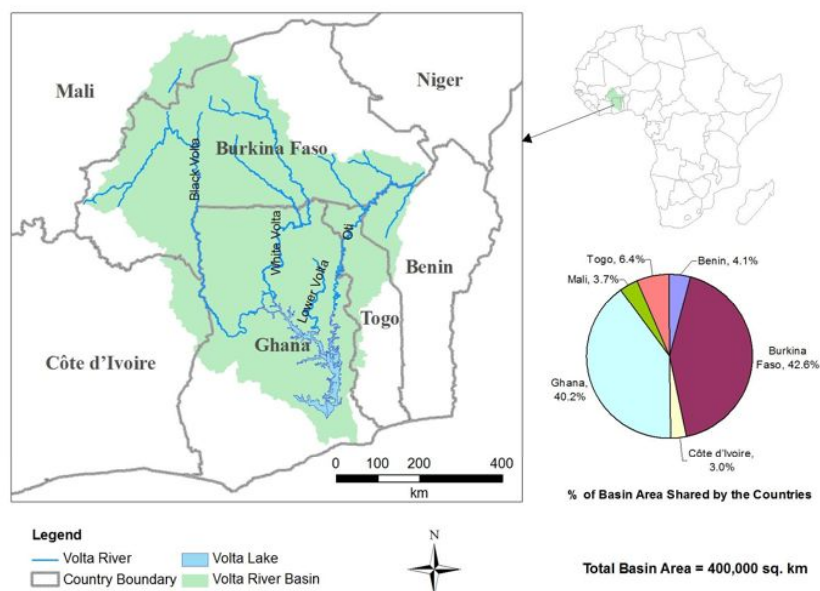 Mali
Niger
Burkina Faso
Black Volta
White Volta
Oti
Lower Volta
Benin
Togo
Ghana
Côte d’Ivoire
0 100 200 400
km
Togo, 6.4%
Benin, 4.1%
Mali, 3.7%
Burkina
Faso, 42.6%
Ghana,
40.2%
Côte d’Ivoire,
3.0%
% of Basin Area Shared by the Countries
Legend
Volta River
Volta Lake
Country Boundary
Volta River Basin
N
Total Basin Area = 400,000 sq. km